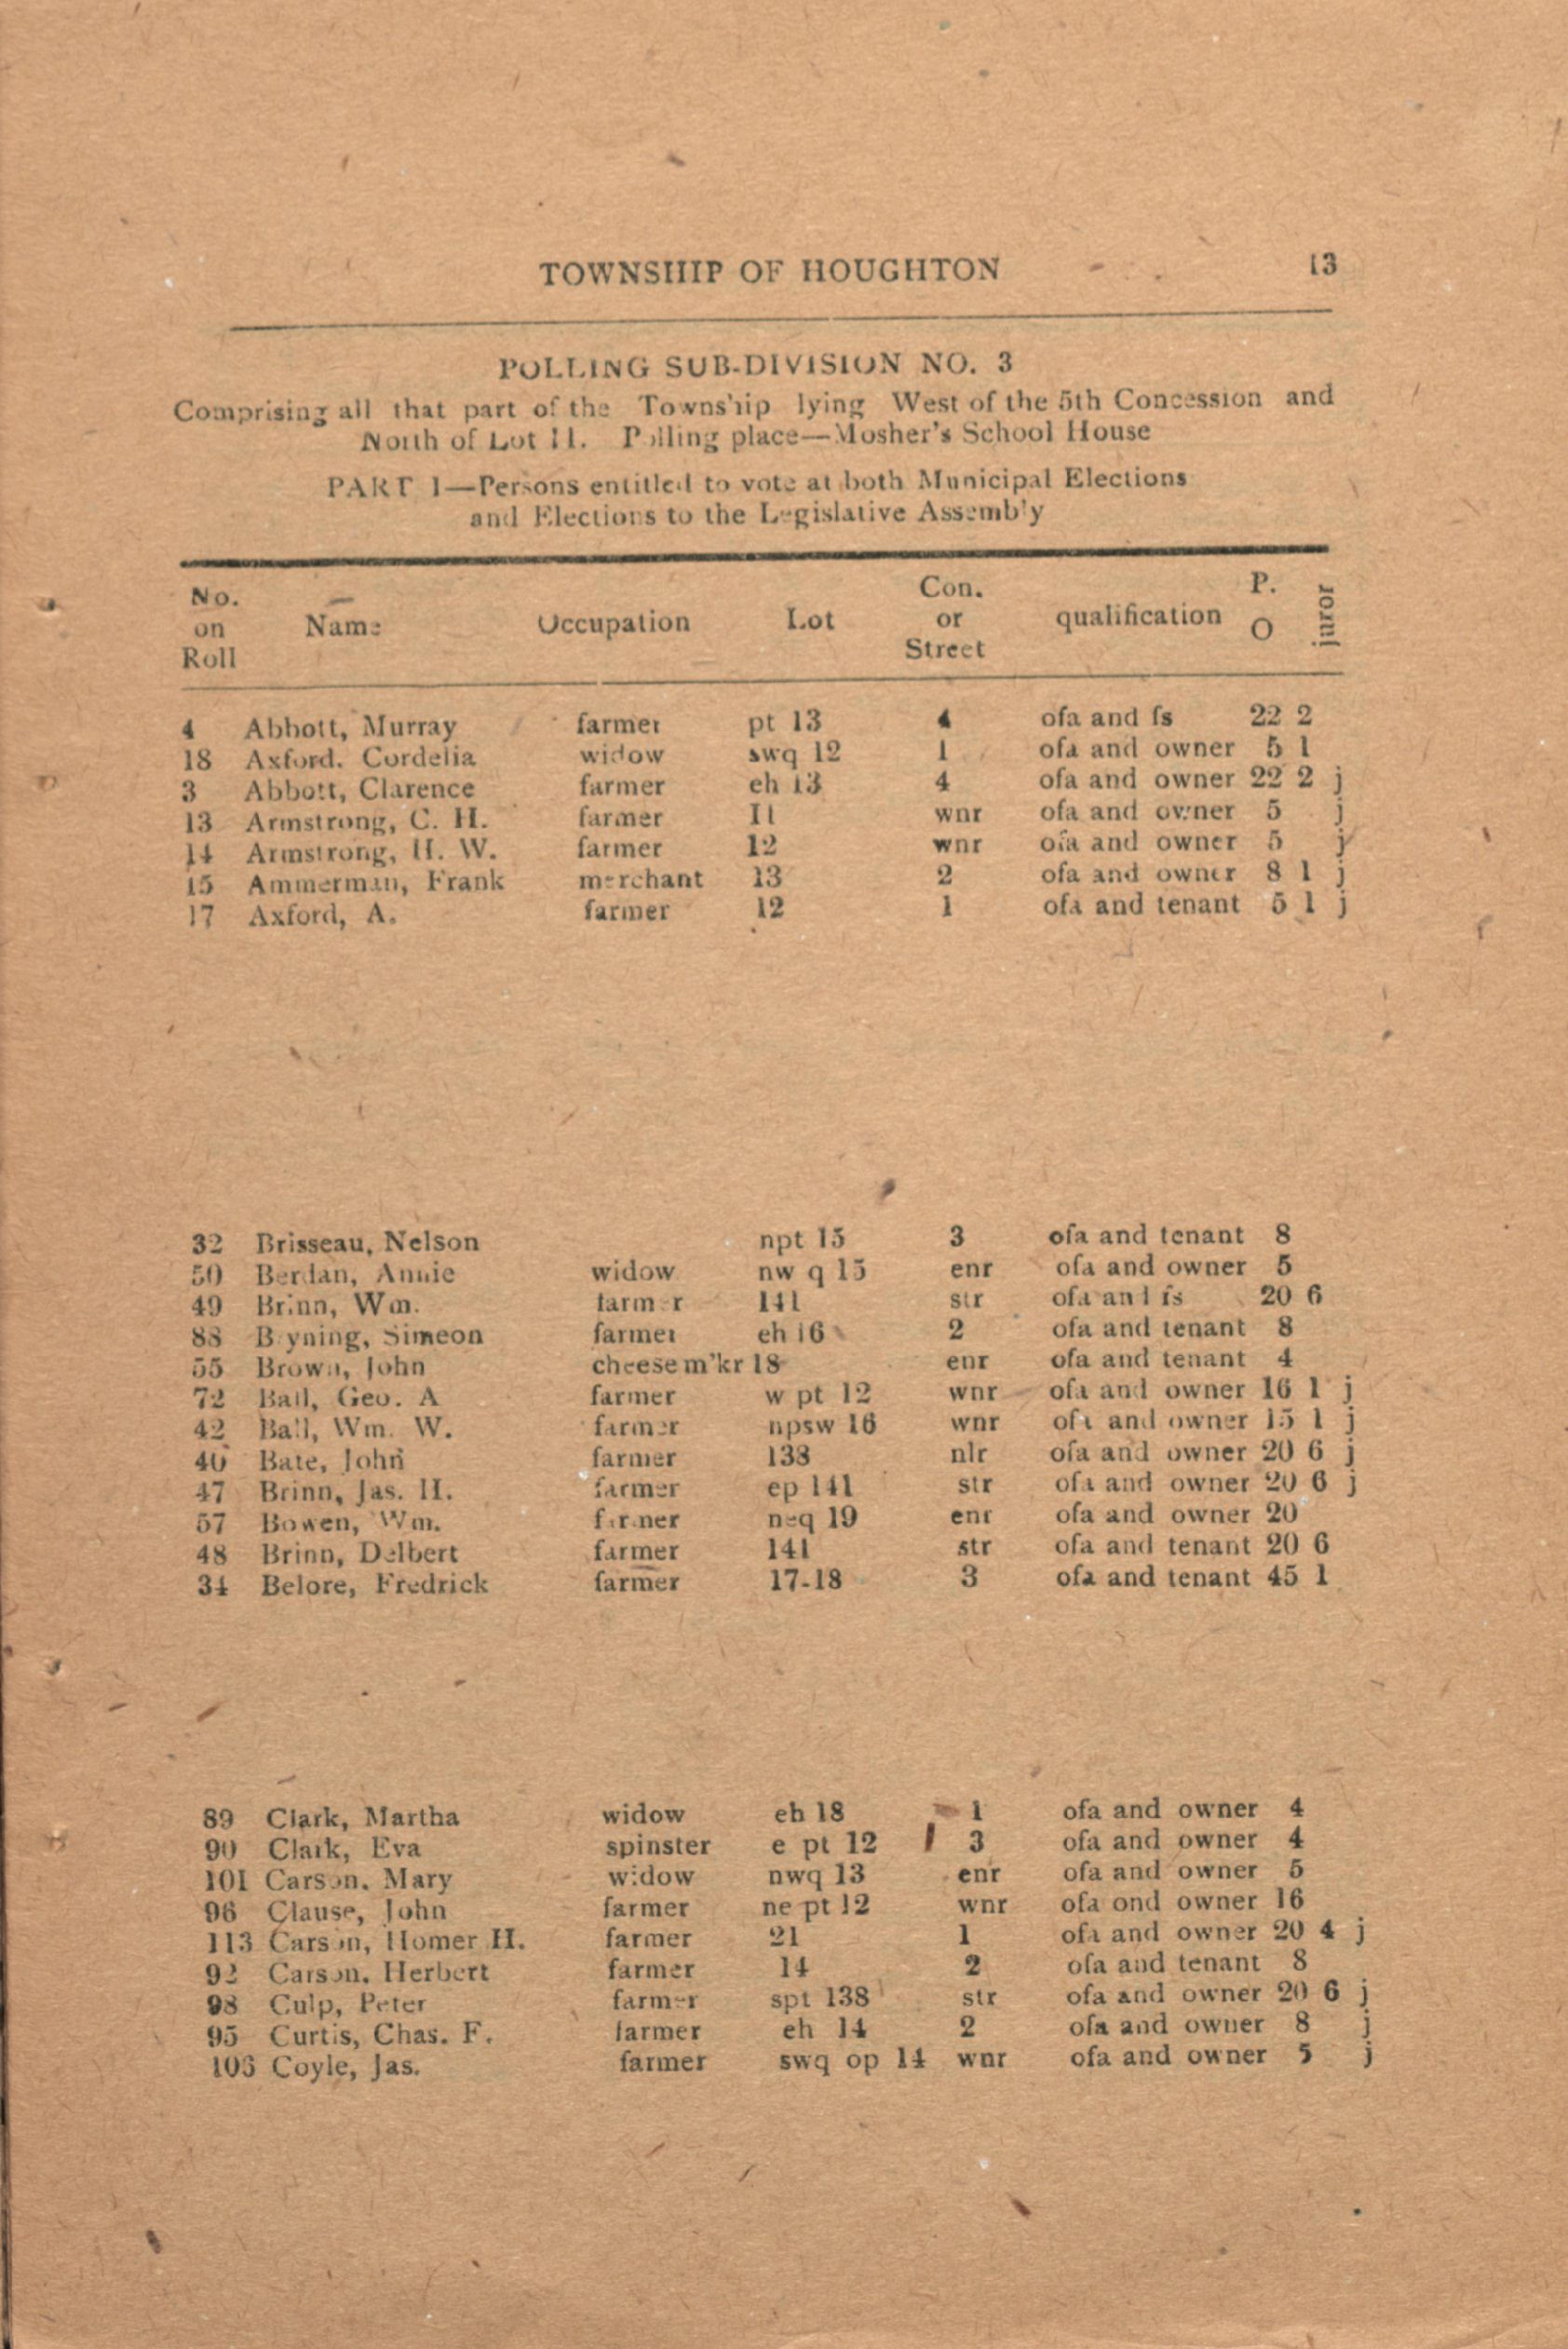 TOWNSHIP OF HOUGHTON 13
POLLING SUB-DIVISION NO. 3
Comprising all that part of the Township lying West of the 5th Concession and
North of Lot 11. Polling place—Mosher's School House
PART I—Persons entitled to vote at both Municipal Elections
and Elections to the Legislative Assembly
No. on Roll Name Occupation Lot Con. or Street qualification P. O juror
4 Abbott, Murray farmer pt 13 4 ofa and fs 22 2
18 Axford. Cordelia widow swq 12 1 ofa and owner 5 1
3 Abbott, Clarence farmer eh 13 4 ofa and owner 22 2 j
13 Armstrong, C. H. farmer 11 wnr ofa and owner 5 j
14 Armstrong, H. W. farmer 12 wnr ofa and owner 5 j
15 Ammerman, Frank merchant 13 2 ofa and owner 8 1 j
17 Axford, A. farmer 12 1 ofa and tenant 5 1 j
32 Brisseau, Nelson npt 15 3 ofa and tenant 8
50 Berdan, Annie widow nw q 15 enr ofa and owner 5
49 Brinn, Wm. farmer 141 str ofa and fs 20 6
88 Bryning, Simeon farmer eh 16 2 ofa and tenant 8
55 Brown, John cheese m'kr 18 enr ofa and tenant 4
72 Ball, Geo. A farmer w pt 12 wnr ofa and owner 16 1 j
42 Ball, Wm. W. farmer npsw 16 wnr ofa and owner 15 1 j
40 Bate, John farmer 138 nlr ofa and owner 20 6 j
47 Brinn, Jas. H. farmer ep 141 str ofa and owner 20 6 j
57 Bowen, Wm. farmer neq 19 enr ofa and owner 20
48 Brinn, Delbert farmer 141 str ofa and tenant 20 6
34 Belore, Fredrick farmer 17-18 3 ofa and tenant 45 1
89 Clark, Martha widow eh 18 1 ofa and owner 4
90 Clark, Eva spinster e pt 12 3 ofa and owner 4
101 Carson. Mary widow nwq 13 enr ofa and owner 5
96 Clause, John farmer ne pt 12 wnr ofa ond owner 16
113 Carson, Homer H. farmer 21 1 ofa and owner 20 4 j
92 Carson. Herbert farmer 14 2 ofa and tenant 8
98 Culp, Peter farmer spt 138 str ofa and owner 20 6 j
95 Curtis, Chas. F. farmer eh 14 2 ofa and owner 8 j
Coyle, Jas. farmer swq op 14 wnr ofa and owner 5 j